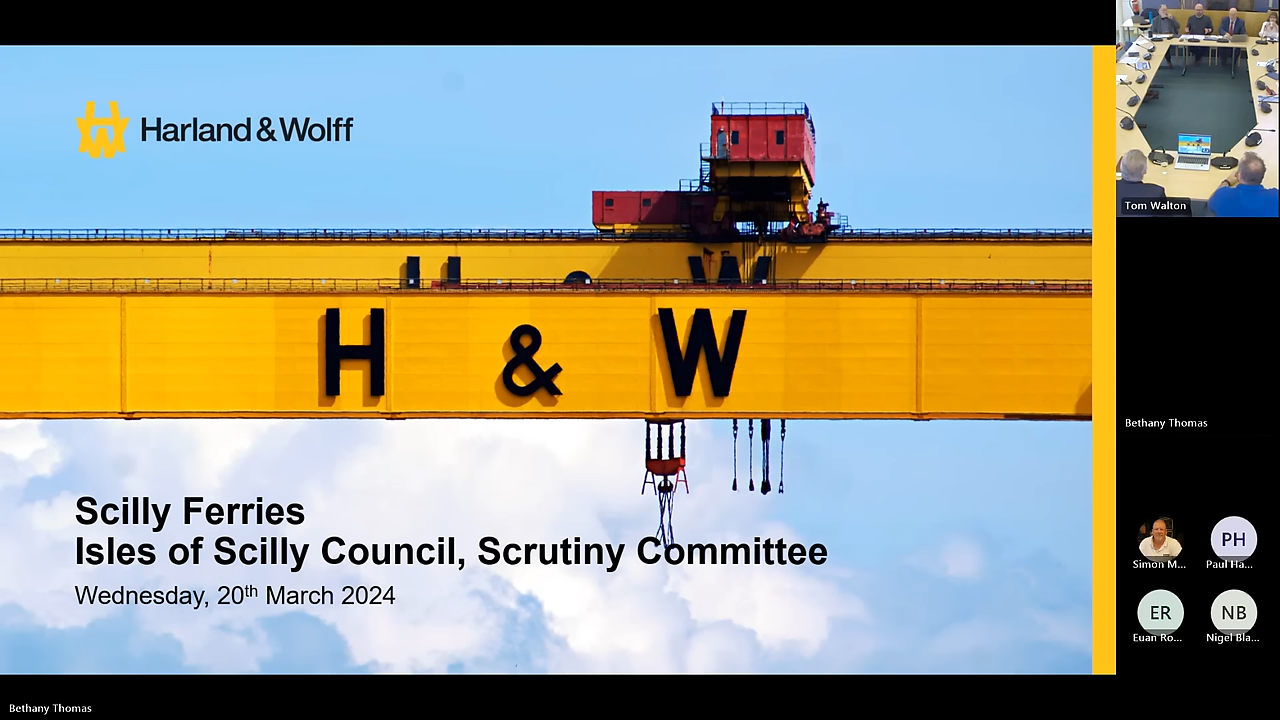 Harland & Wolff
H & W
H & W
Scilly Ferries
Isles of Scilly Council, Scrutiny Committee
Wednesday, 20th March 2024
Tom Walton
Bethany Thomas
PH
Simon M...
Paul Ha...
ER
NB
Euan Ro...
Nigel Bla...
Bethany Thomas